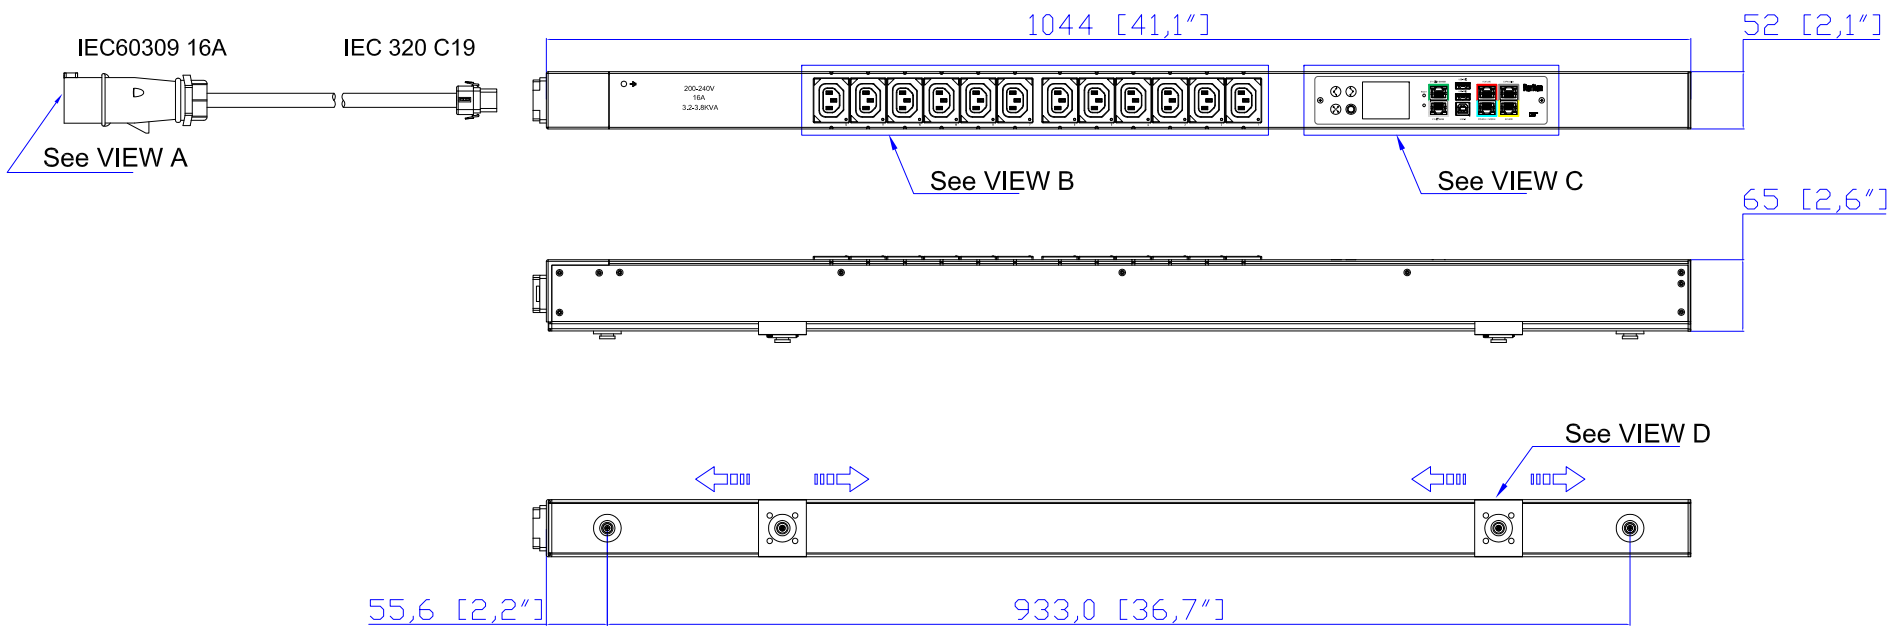 1044 [41,1"]
52 [2,1"]
IEC60309 16A
IEC 320 C19
200-240V
16A
3.2-3.8KVA
See VIEW A
See VIEW B
See VIEW C
65 [2,6"]
See VIEW D
55,6 [2,2"]
933,0 [36,7"]